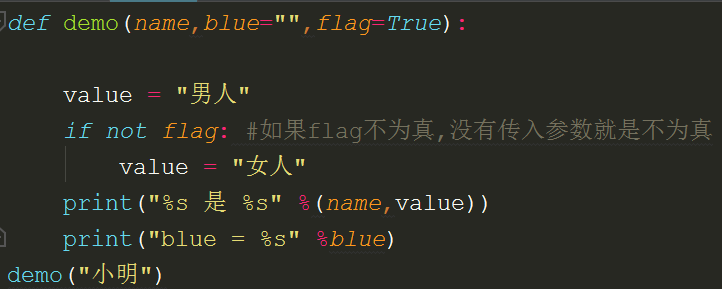 def demo(name,blue="",flag=True):
value = "男人"
if not flag: #如果flag不为真,没有传入参数就是不为真
value = "女人"
print("%s 是 %s" %(name,value))
print("blue = %s" %blue)
demo("小明")